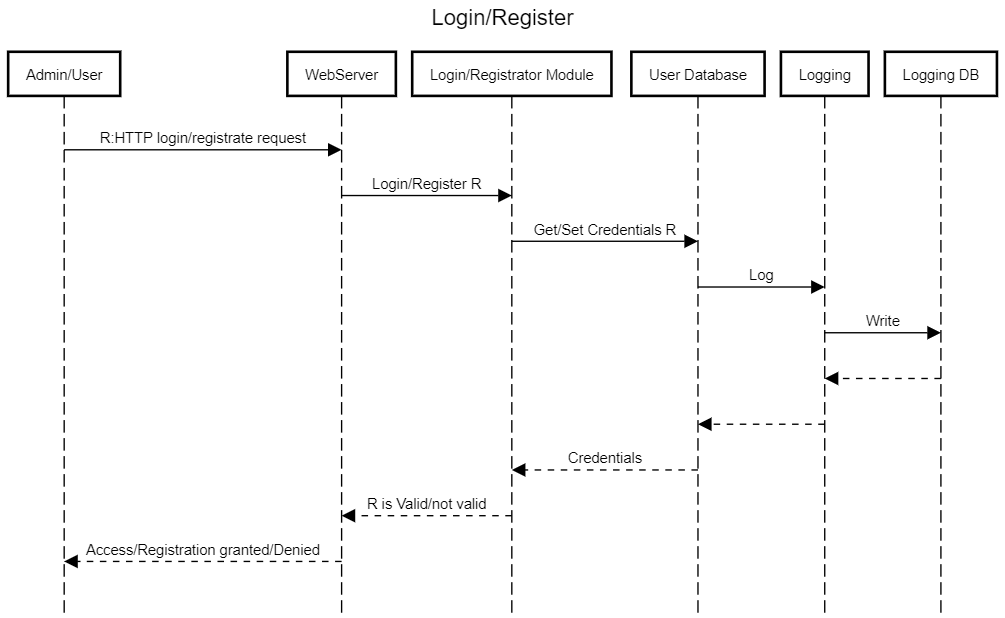 Login/Register
Admin/User
WebServer
Login/Registrator Module
User Database
Logging
Logging DB
R:HTTP login/registrate request
Login/Register R
Get/Set Credentials R
Log
Write
Credentials
R is Valid/not valid
Access/Registration granted/Denied